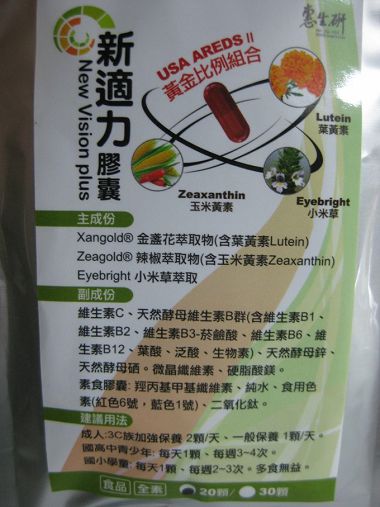 惠生研
新適力膠囊
New Vision plus
USA AREDS II
黃金比例組合
Lutein
葉黃素
Zeaxanthin
玉米黃素
Eyebright
小米草
主成份
Xangold® 金盞花萃取物(含葉黃素Lutein)
Zeagold® 辣椒萃取物(含玉米黃素Zeaxanthin)
Eyebright 小米草萃取
副成份
維生素C、天然酵母維生素B群(含維生素B1、
維生素B2、維生素B3-菸鹼酸、維生素B6、維
生素B12、葉酸、泛酸、生物素)、天然酵母鋅、
天然酵母硒。微晶纖維素、硬脂酸鎂。
素食膠囊: 羥丙基甲基纖維素、純水、食用色
素(紅色6號，藍色1號)、二氧化鈦。
建議用法
成人:3C族加強保養 2顆/天、一般保養 1顆/天。
國高中青少年: 每天1顆、每週3~4次。
國小學童: 每天1顆、每週2~3次。多食無益。
食品 全素 20顆/ 30顆